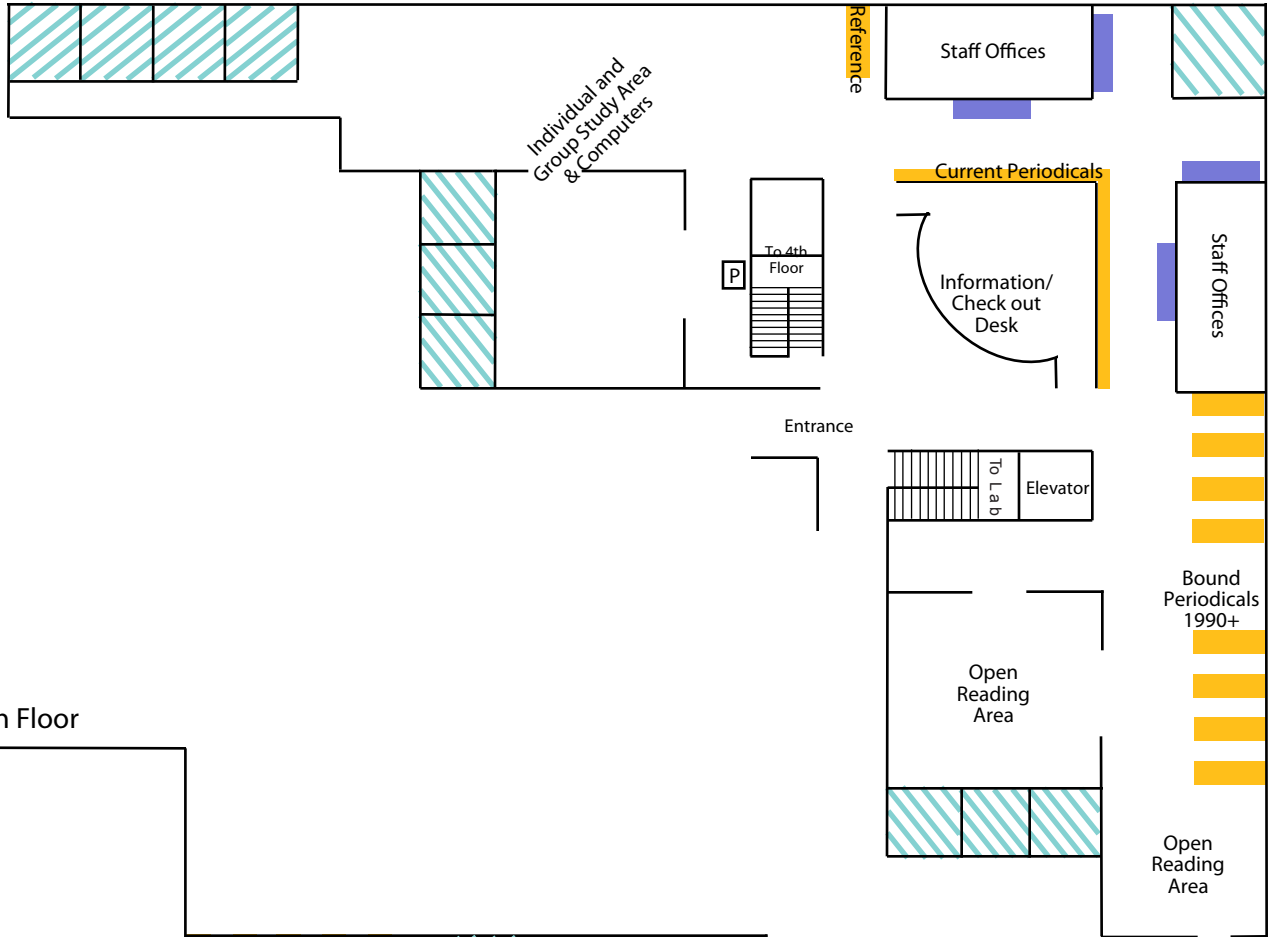 Reference
Staff Offices
Individual and
Group Study Area
& Computers
Current Periodicals
To 4th
Floor
P
Information/
Check out
Desk
Staff Offices
Entrance
To Lab
Elevator
Bound
Periodicals
1990+
Open
Reading
Area
Floor
Open
Reading
Area